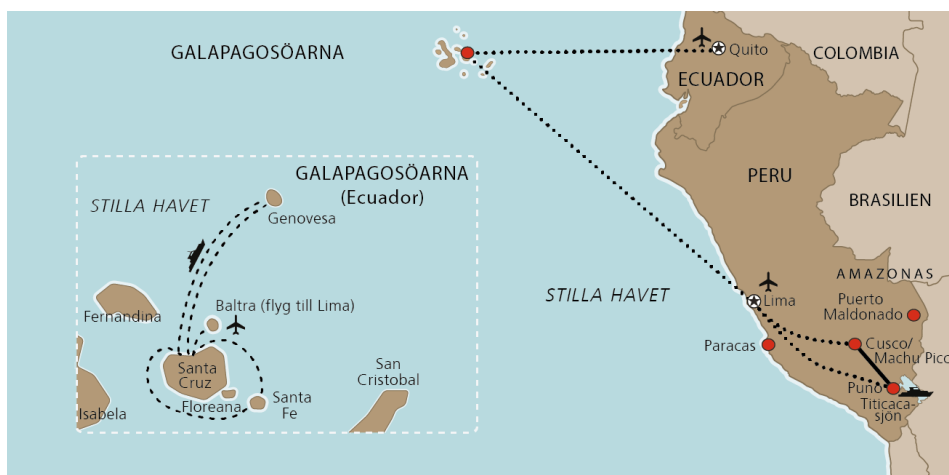 GALAPAGOSÖARNA
Quito
COLOMBIA
ECUADOR
PERU
BRASILIEN
AMAZONAS
Puerto
Maldonado
STILLA HAVET
Lima
Paracas
Cusco/
Machu Pico
Puno
Titicaca-
sjön
GALAPAGOSÖARNA
(Ecuador)
STILLA HAVET
Genovesa
Baltra (flyg till Lima)
Fernandina
Santa
Cruz
Floreana
Santa
Fe
San
Cristobal
Isabela